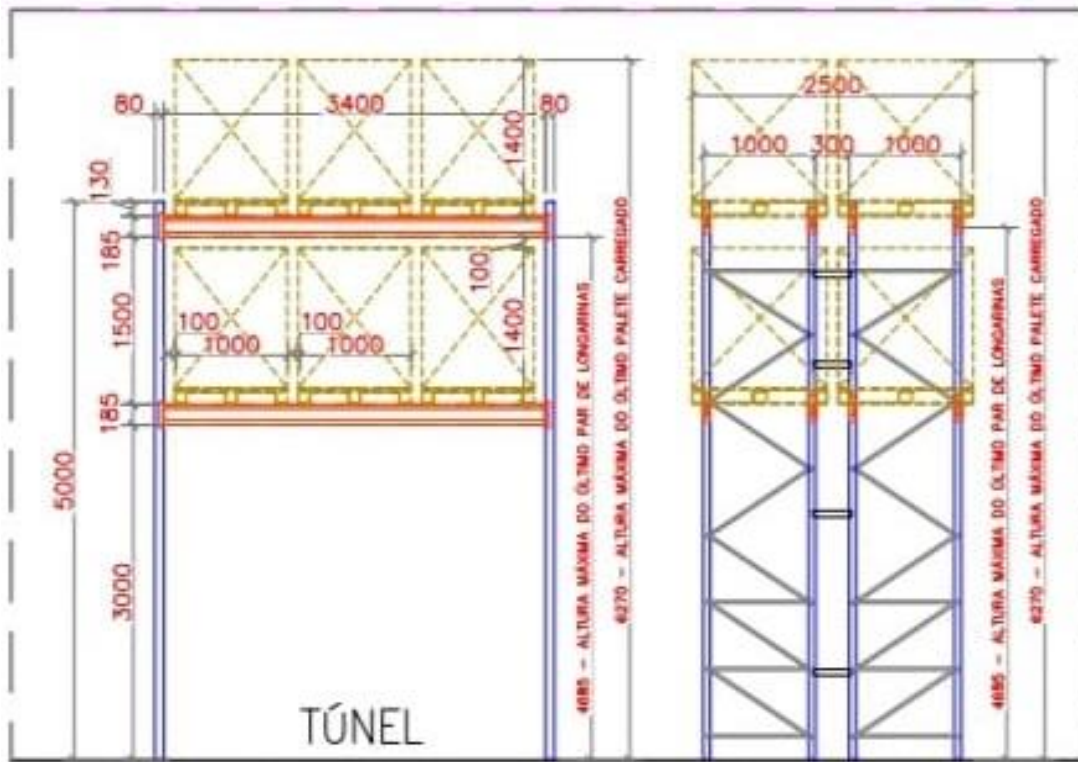 80 3400 80
1400
130
185
1500
185
5000
3000
100
1400
100 100
1000 1000
4685 - ALTURA MÁXIMA DO ÚLTIMO PAR DE LONGARINAS
6270 - ALTURA MÁXIMA DO ÚLTIMO PALETE CARREGADO
TÚNEL
2500
1000 300 1000
4685 - ALTURA MÁXIMA DO ÚLTIMO PAR DE LONGARINAS
6270 - ALTURA MÁXIMA DO ÚLTIMO PALETE CARREGADO